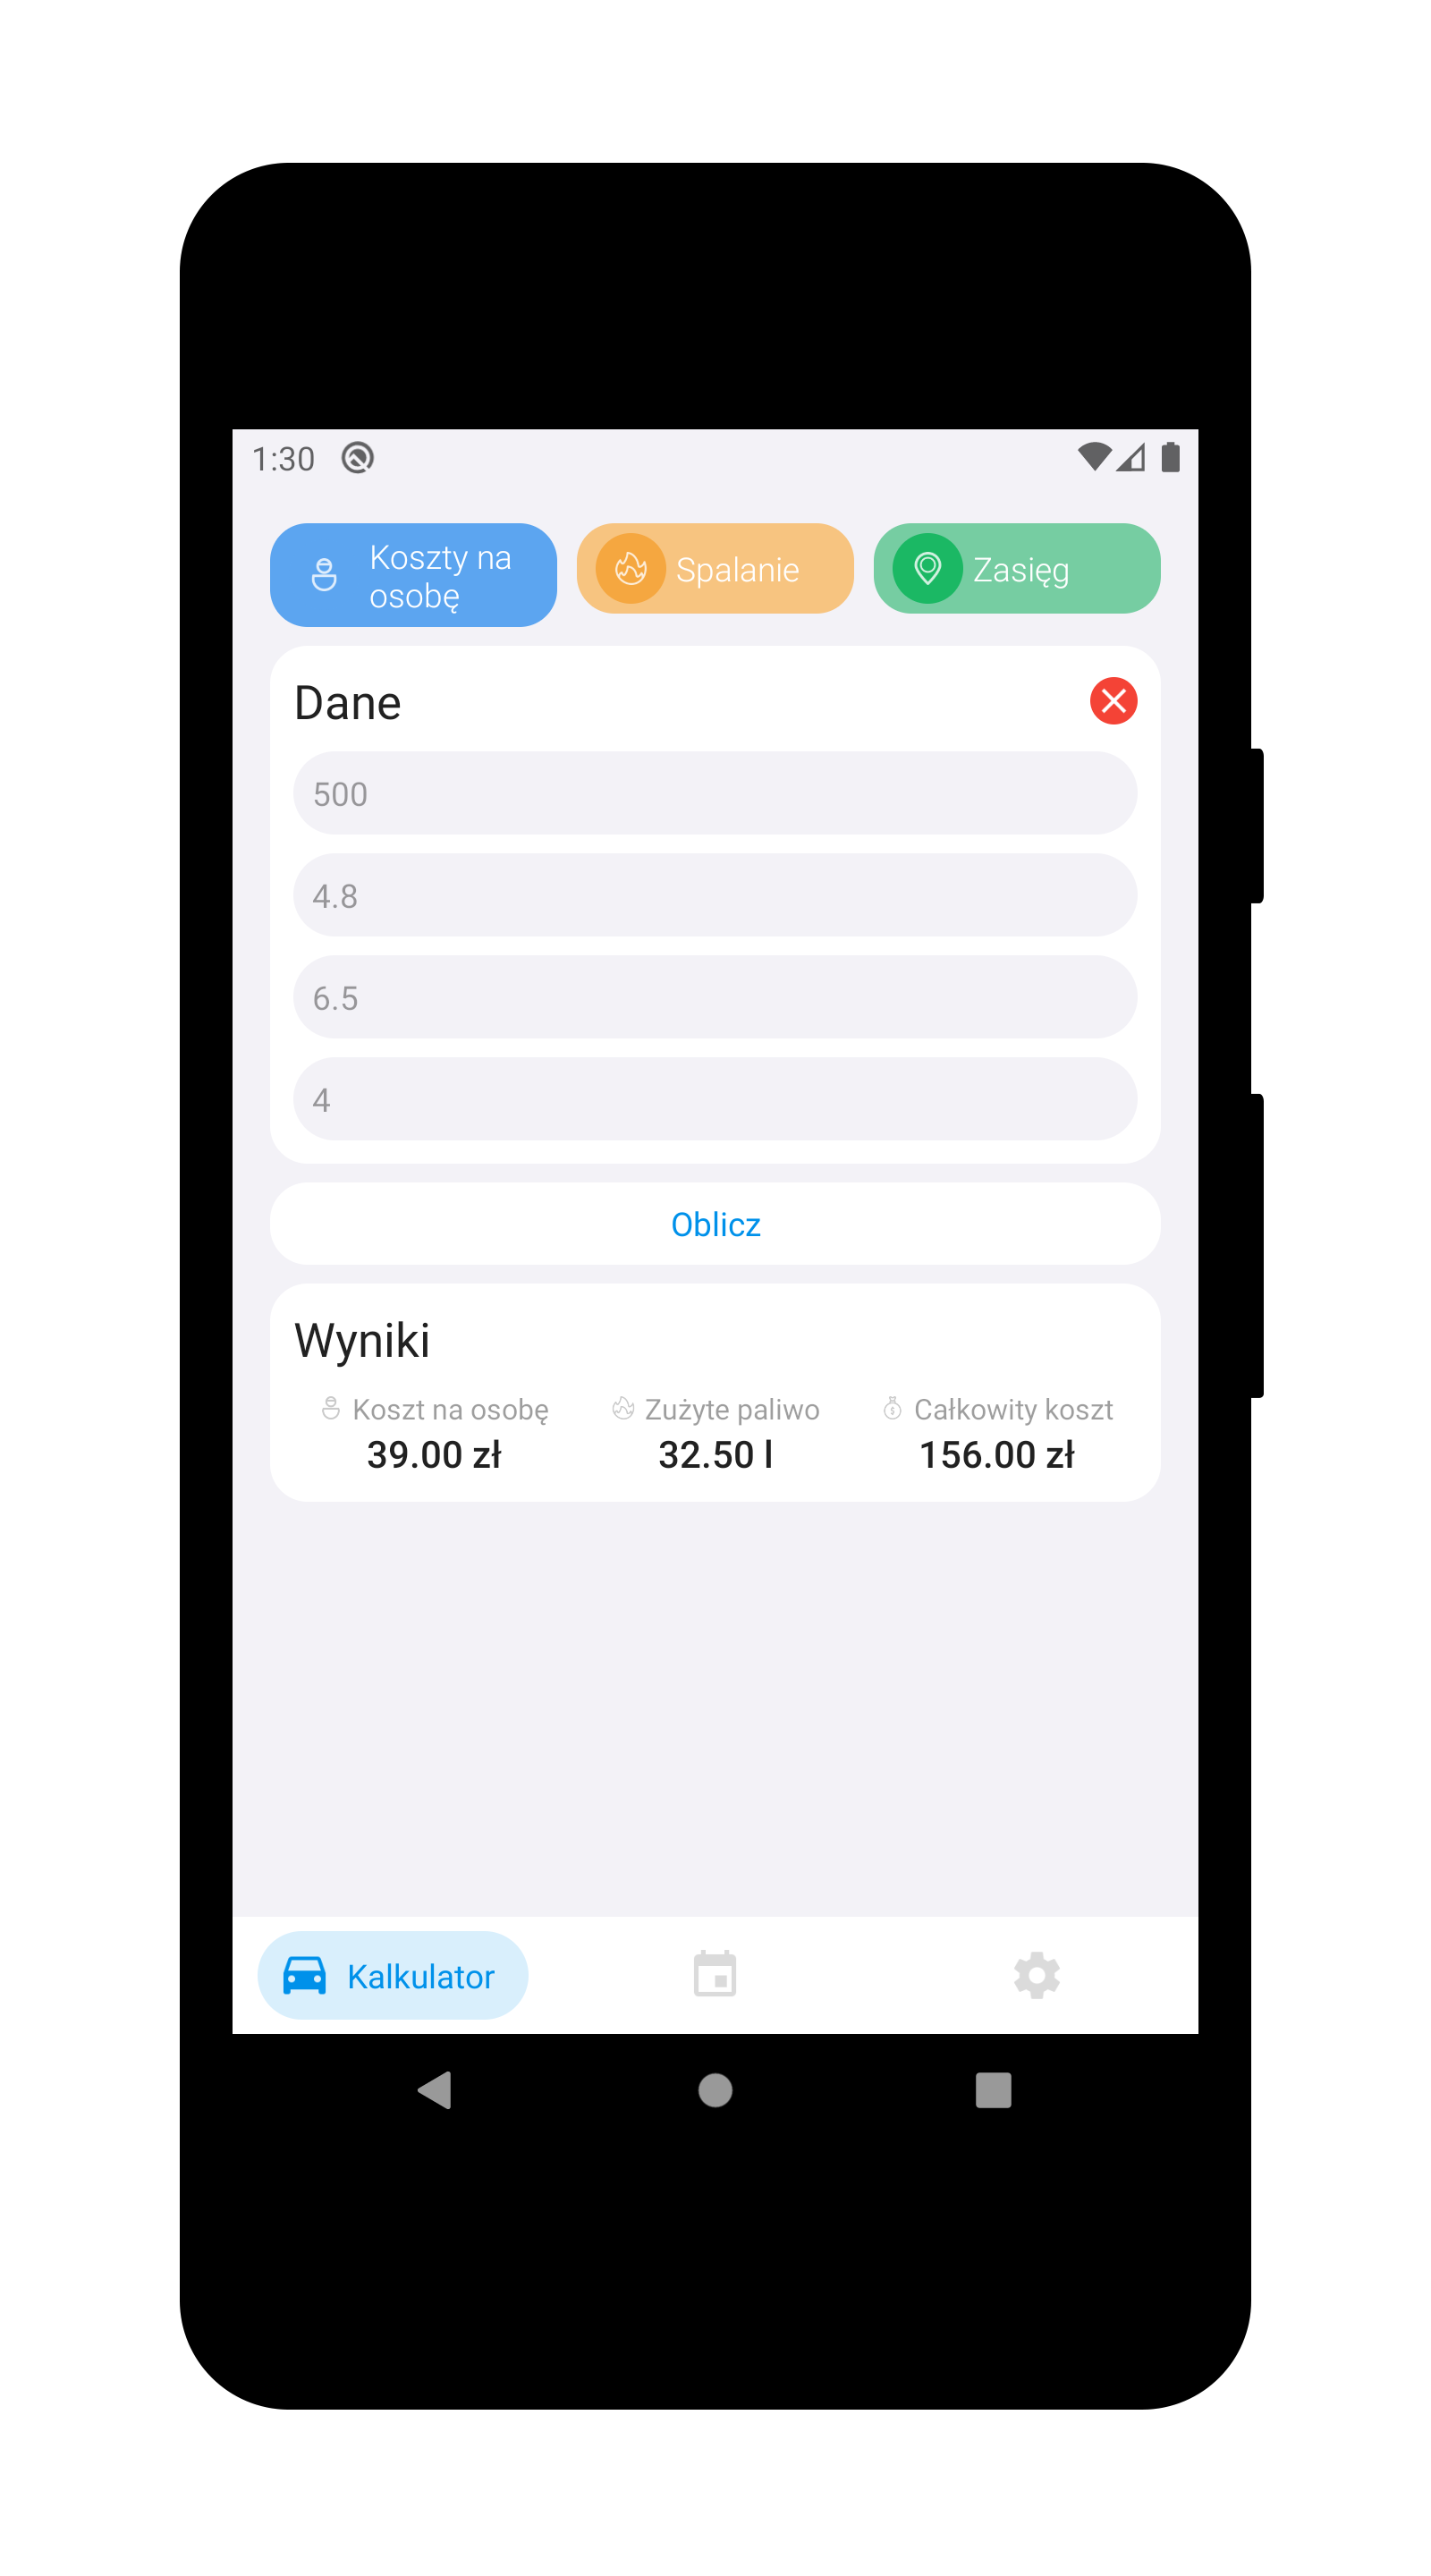 1:30
Koszty na
osobę
Spalanie
Zasięg
Dane
500
4.8
6.5
4
Oblicz
Wyniki
Koszt na osobę
Zużyte paliwo
Całkowity koszt
39.00 zł
32.50 l
156.00 zł
Kalkulator